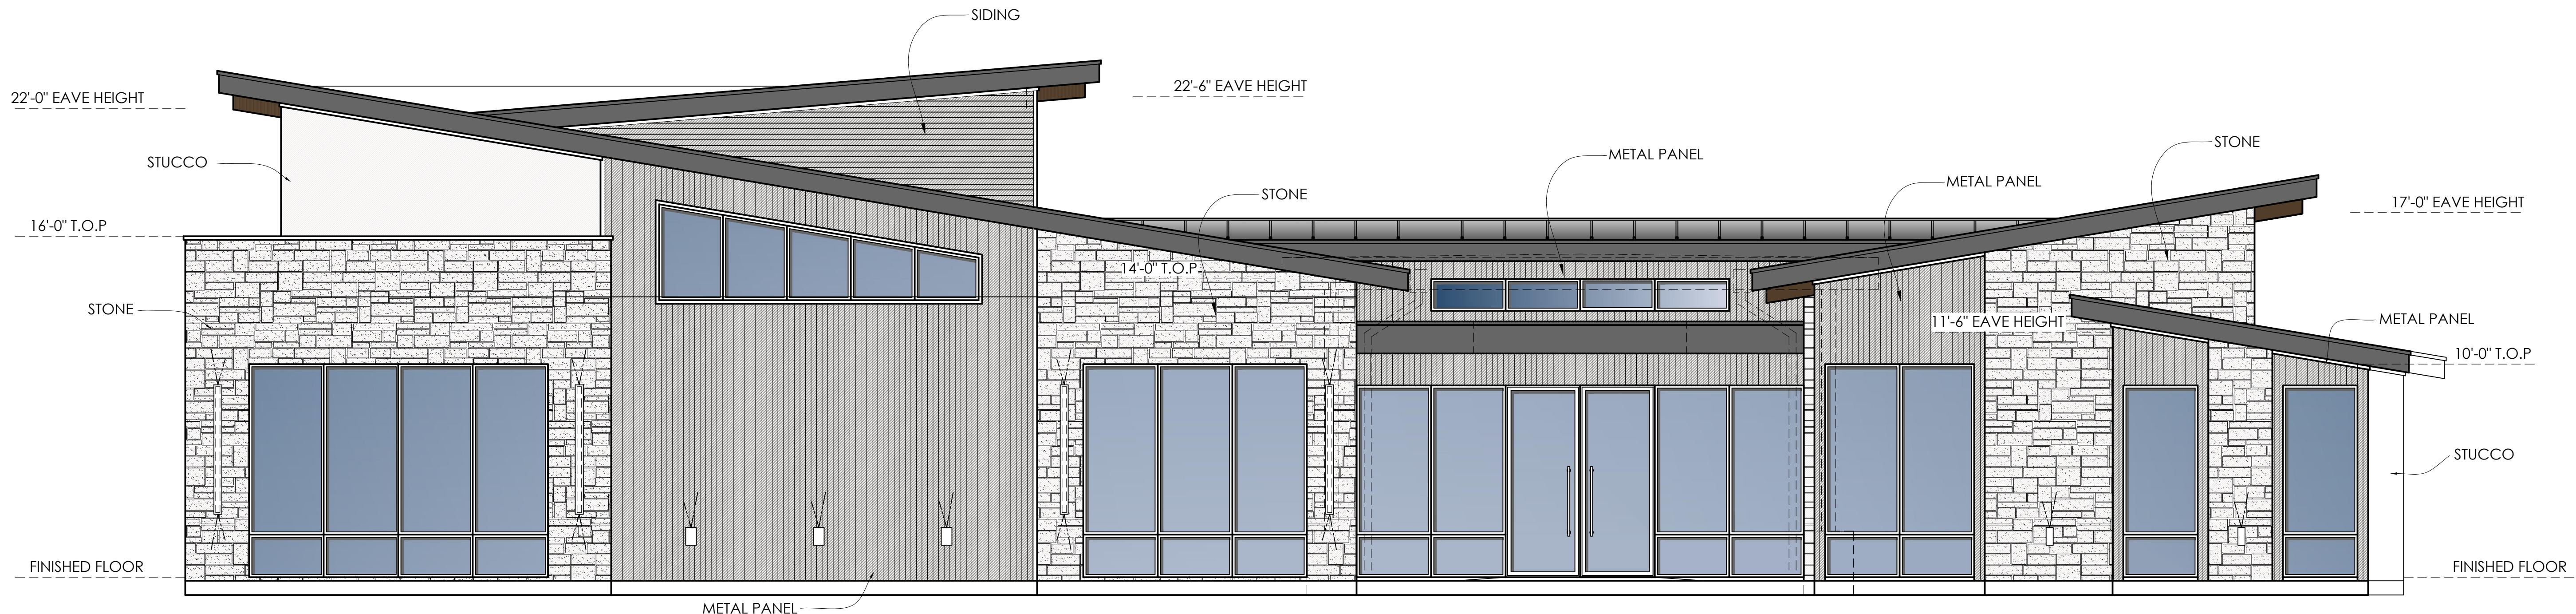 SIDING
22'-0" EAVE HEIGHT
22'-6" EAVE HEIGHT
STUCCO
METAL PANEL
STONE
METAL PANEL
STONE
17'-0" EAVE HEIGHT
16'-0" T.O.P
14'-0" T.O.P
STONE
11'-6" EAVE HEIGHT
METAL PANEL
10'-0" T.O.P
STUCCO
FINISHED FLOOR
FINISHED FLOOR
METAL PANEL